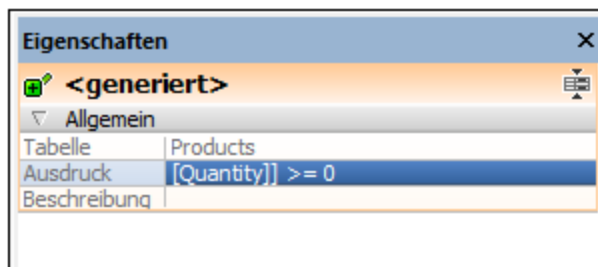 Eigenschaften
<generiert>
Allgemein
Tabelle Products
Ausdruck [Quantity]] >= 0
Beschreibung